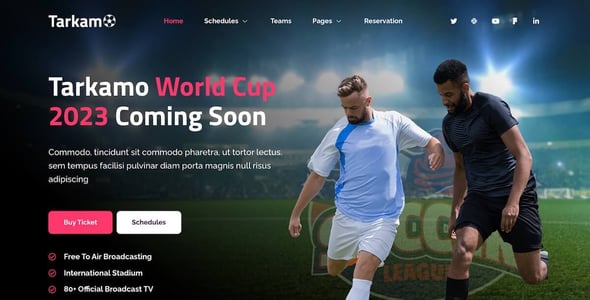 Tarkamo
Home Schedules Teams Pages Reservation
Tarkamo World Cup
2023 Coming Soon
Commodo, tincidunt sit commodo pharetra, ut tortor lectus.
sem tempus facilisi pulvinar diam porta magnis null risus
adipiscing
Buy Ticket Schedules
Free To Air Broadcasting
International Stadium
80+ Official Broadcast TV
SOCCER
LEAGUE